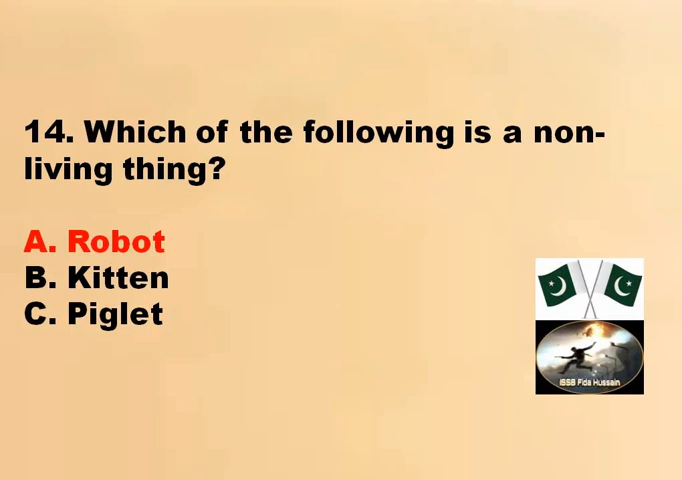 14. Which of the following is a non-
living thing?
A. Robot
B. Kitten
C. Piglet
ISSB Fida Hussain